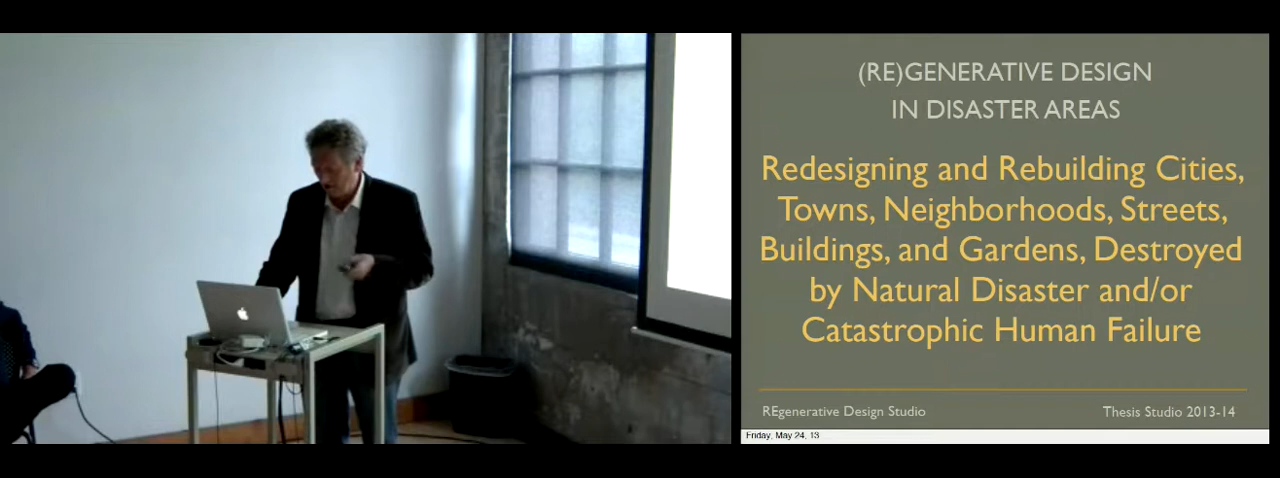 (RE)GENERATIVE DESIGN
IN DISASTER AREAS
Redesigning and Rebuilding Cities,
Towns, Neighborhoods, Streets,
Buildings, and Gardens, Destroyed
by Natural Disaster and/or
Catastrophic Human Failure
REgenerative Design Studio
Thesis Studio 2013-14
Friday, May 24, 13